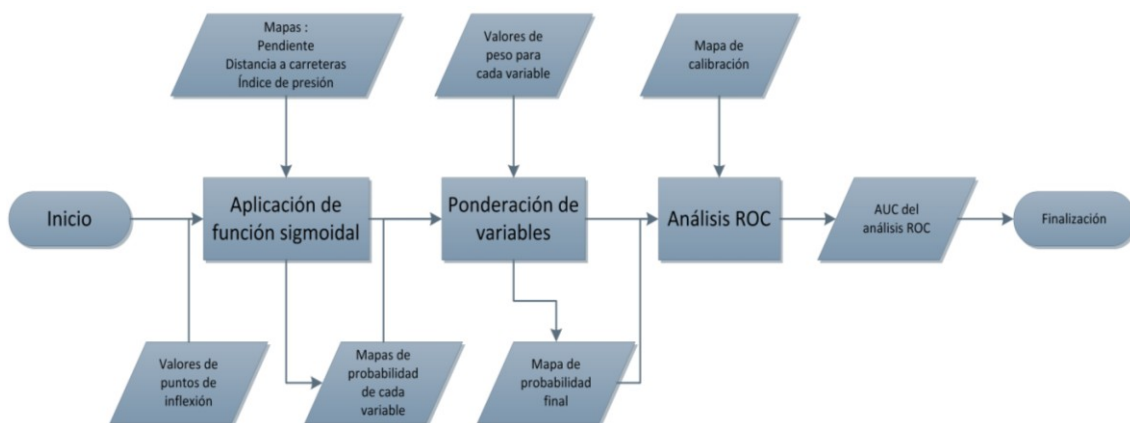 Mapas :
Pendiente
Distancia a carreteras
Índice de presión
Valores de
peso para
cada variable
Mapa de
calibración
Inicio
Aplicación de
función sigmoidal
Ponderación de
variables
Análisis ROC
AUC del
análisis ROC
Finalización
Valores de
puntos de
inflexión
Mapas de
probabilidad
de cada
variable
Mapa de
probabilidad
final